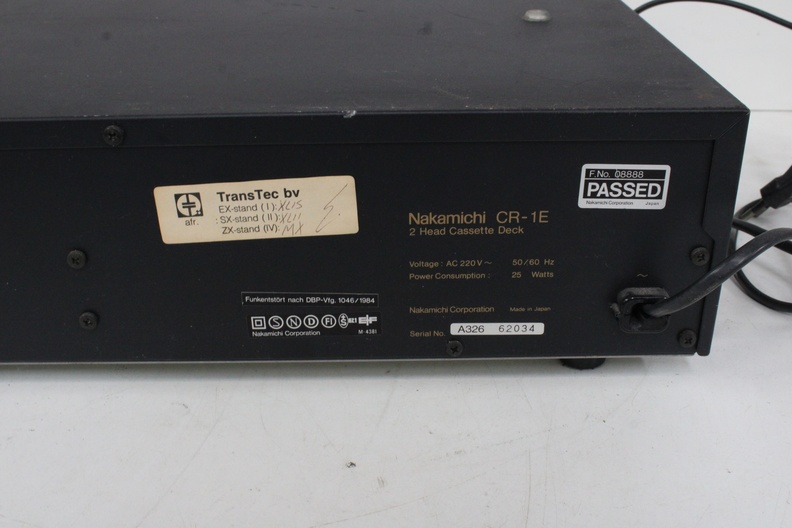 F.No. 08888
PASSED
Nakamichi Corporation Japan
TransTec bv
EX-stand (I): XLIS
SX-stand (II): XLII
ZX-stand (IV): MX
afr.
Nakamichi CR-1E
2 Head Cassette Deck
Voltage : AC 220V ~ 50/60 Hz
Power Consumption : 25 Watts
~
Funkentstört nach DBP-Vfg. 1046/1984
S N D FI
Nakamichi Corporation M-4381
Nakamichi Corporation Made in Japan
Serial No. A326 62034